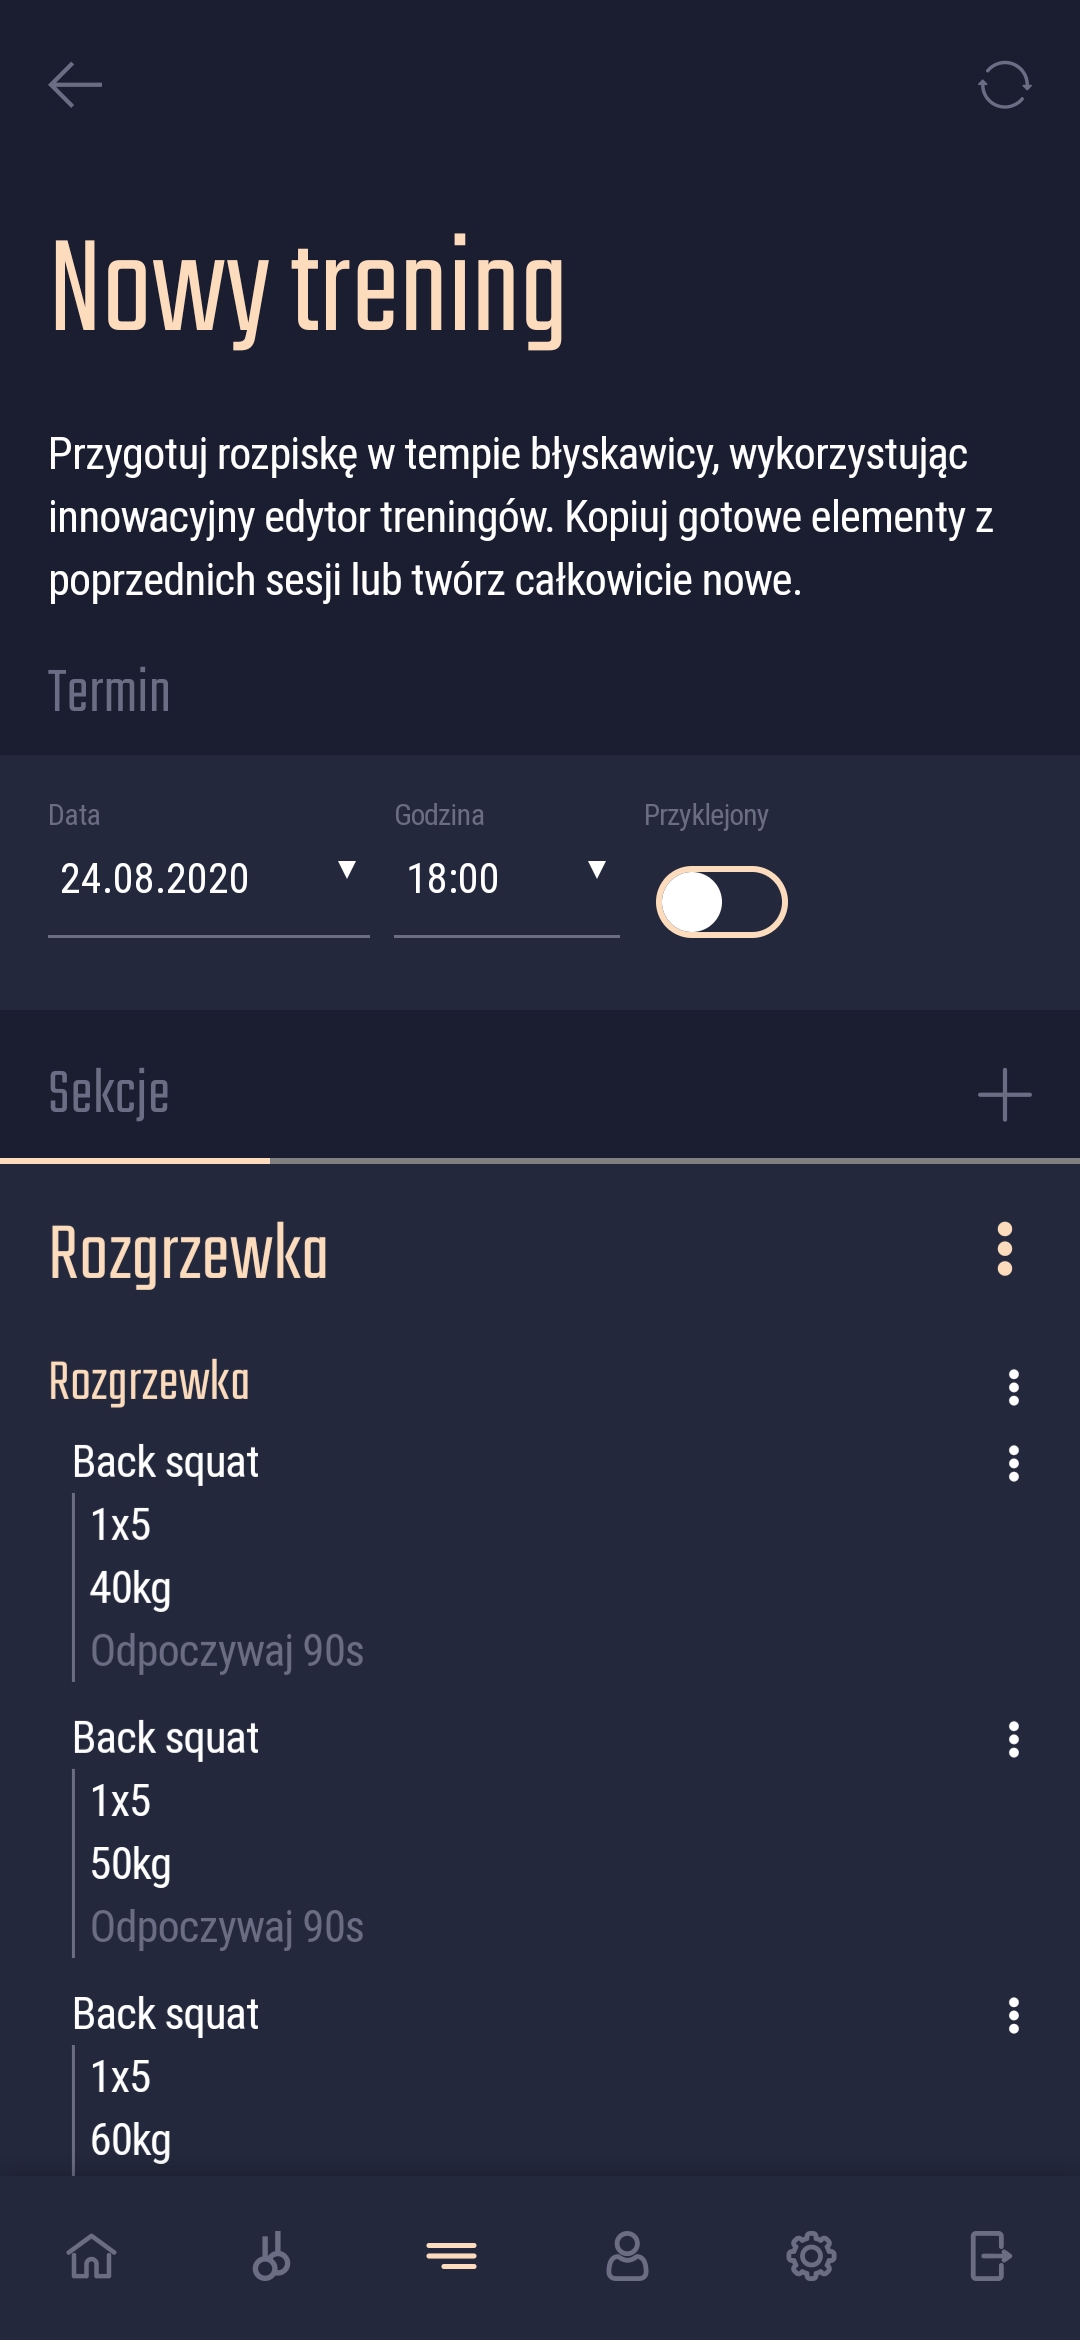 Nowy trening
Przygotuj rozpiskę w tempie błyskawicy, wykorzystując
innowacyjny edytor treningów. Kopiuj gotowe elementy z
poprzednich sesji lub twórz całkowicie nowe.
Termin
Data Godzina Przyklejony
24.08.2020 18:00
Sekcje
Rozgrzewka
Rozgrzewka
Back squat
1x5
40kg
Odpoczywaj 90s
Back squat
1x5
50kg
Odpoczywaj 90s
Back squat
1x5
60kg